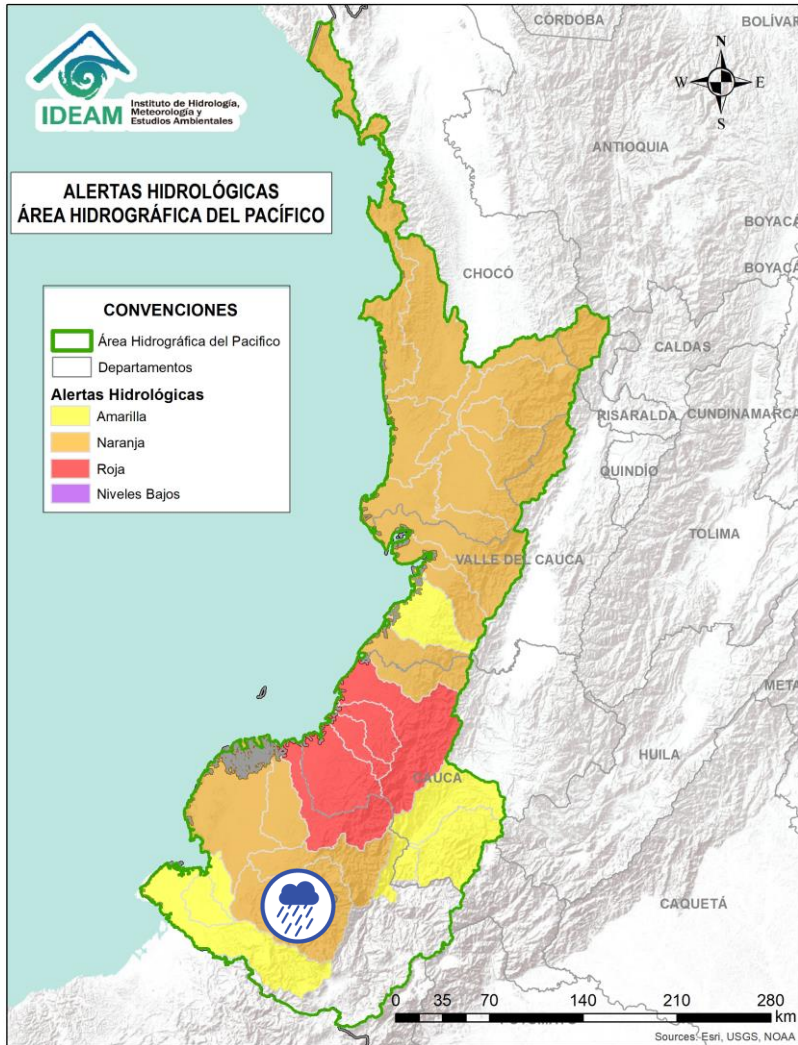 IDEAM
Instituto de Hidrología,
Meteorología y
Estudios Ambientales
ALERTAS HIDROLÓGICAS
ÁREA HIDROGRÁFICA DEL PACÍFICO
CONVENCIONES
Área Hidrográfica del Pacifico
Departamentos
Alertas Hidrológicas
Amarilla
Naranja
Roja
Niveles Bajos
N
W E
S
CÓRDOBA
BOLÍVAR
ANTIOQUIA
BOYACÁ
CHOCÓ
BOYACÁ
CALDAS
RISARALDA
CUNDINAMARCA
QUINDÍO
TOLIMA
VALLE DEL CAUCA
META
HUILA
CAUCA
CAQUETÁ
0 35 70 140 210 280
km
Sources: Esri, USGS, NOAA